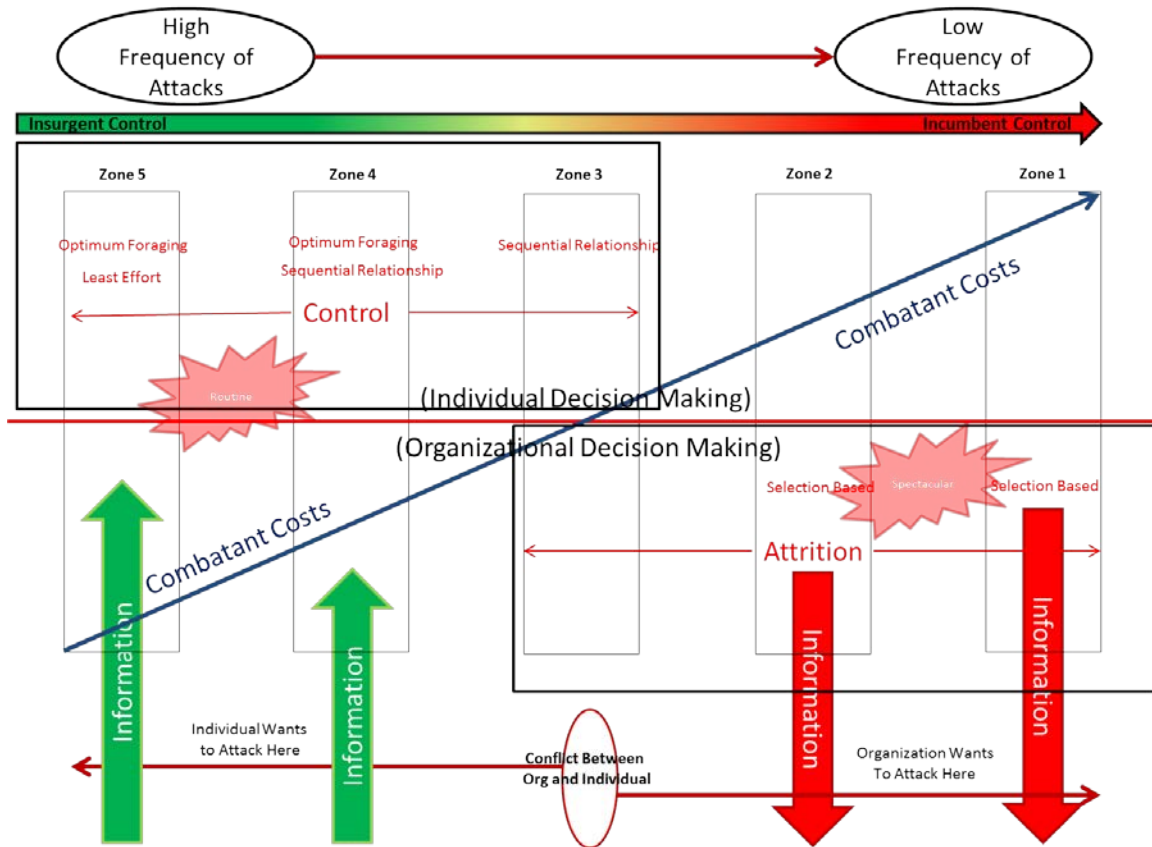 High
Frequency of
Attacks
Low
Frequency of
Attacks
Insurgent Control
Incumbent Control
Zone 5
Zone 4
Zone 3
Zone 2
Zone 1
Optimum Foraging
Least Effort
Optimum Foraging
Sequential Relationship
Sequential Relationship
Control
Combatant Costs
Routine
(Individual Decision Making)
(Organizational Decision Making)
Selection Based
Spectacular
Selection Based
Combatant Costs
Attrition
Information
Information
Information
Information
Individual Wants
to Attack Here
Conflict Between
Org and Individual
Organization Wants
To Attack Here